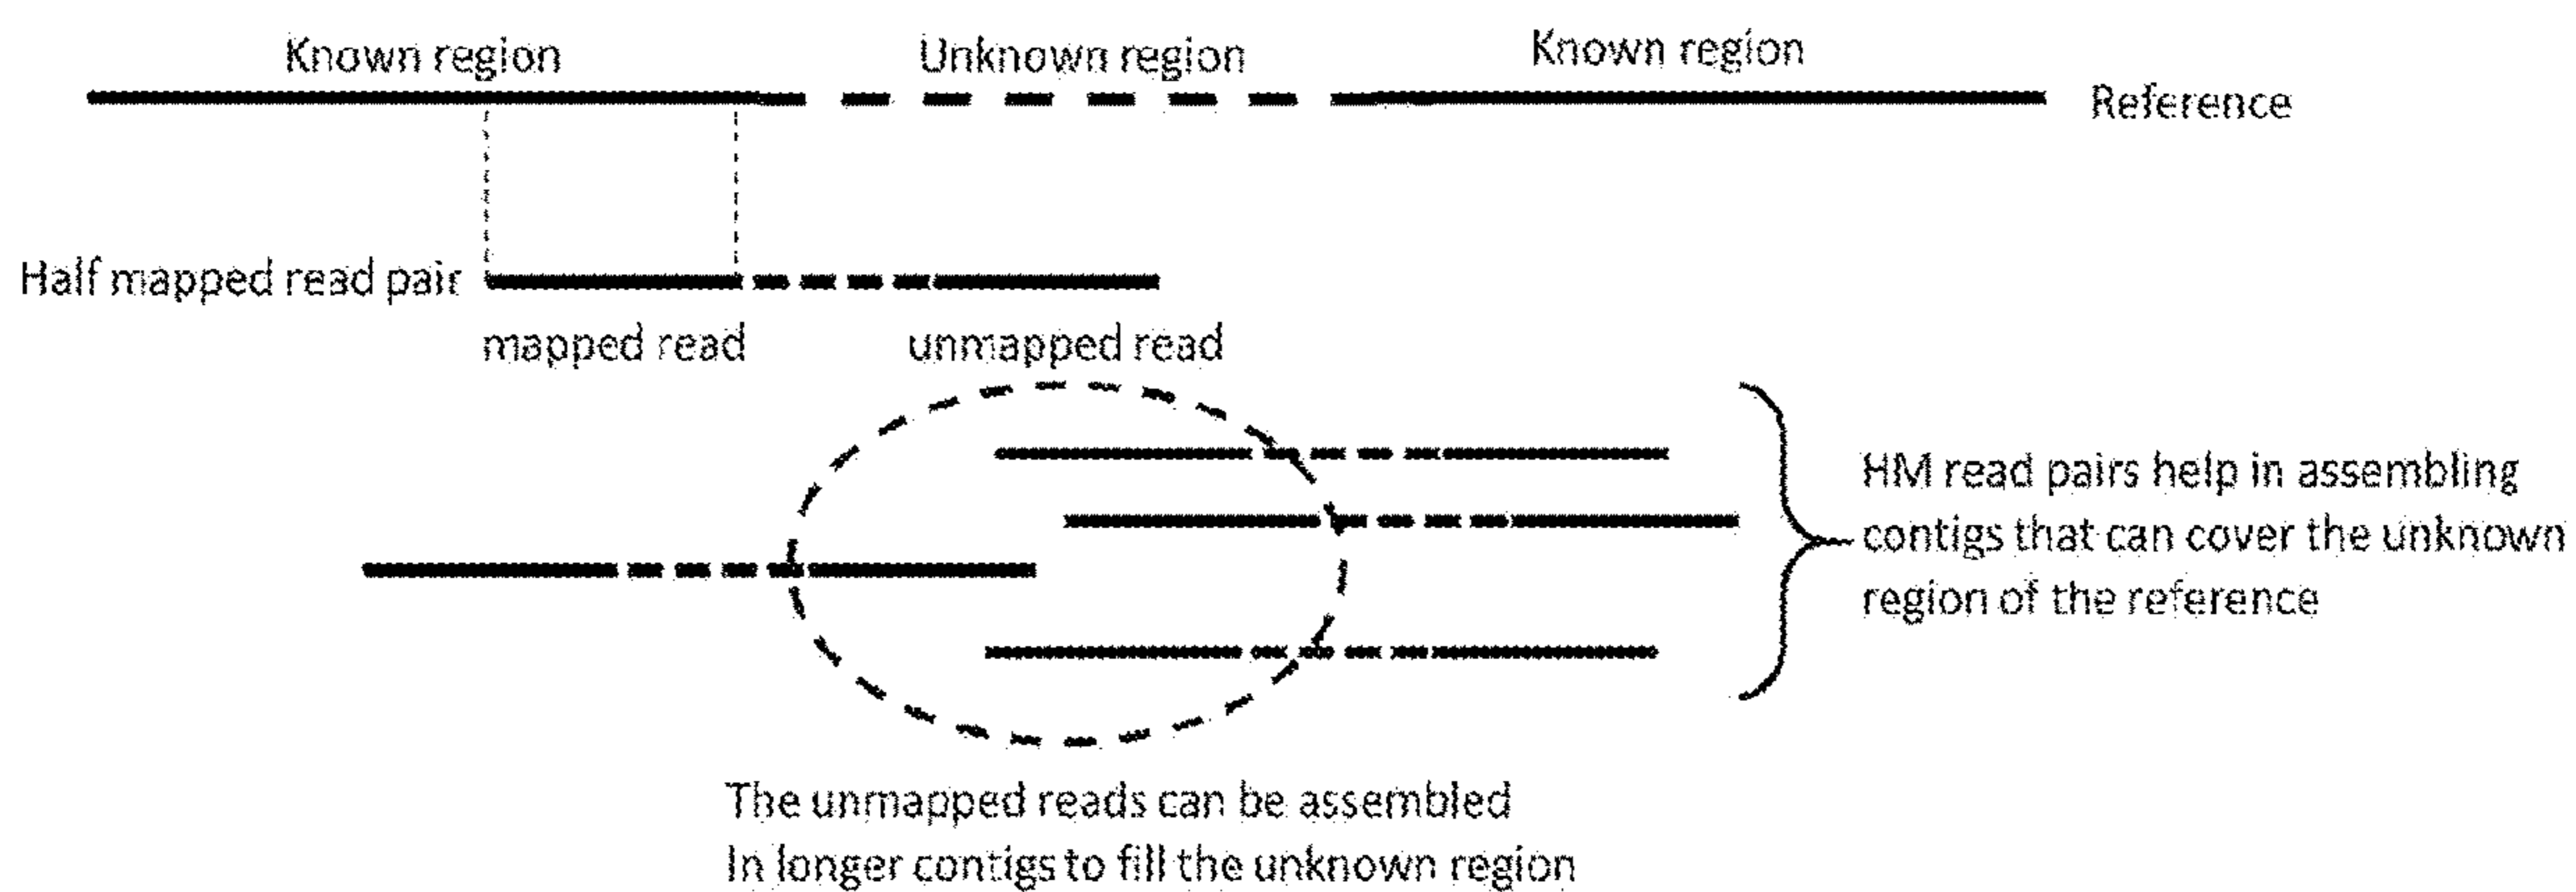 Known region
Unknown region
Known region
Reference
Half mapped read pair
mapped read
unmapped read
HM read pairs help in assembling
contigs that can cover the unknown
region of the reference
The unmapped reads can be assembled
In longer contigs to fill the unknown region